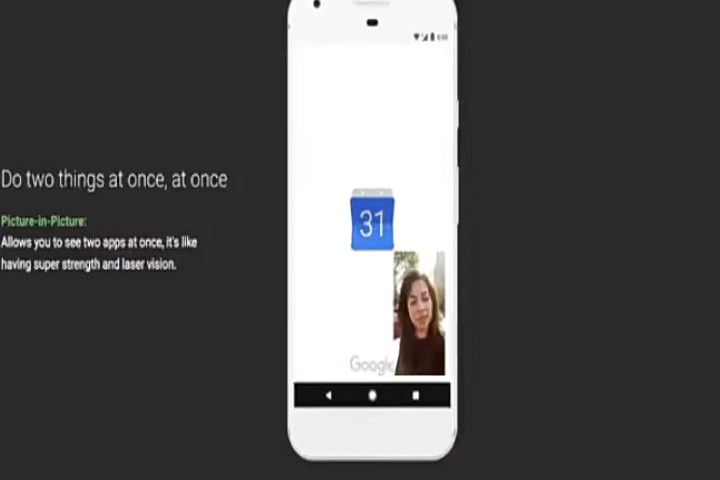 Do two things at once, at once
Picture-in-Picture:
Allows you to see two apps at once, it's like
having super strength and laser vision.
31
Google